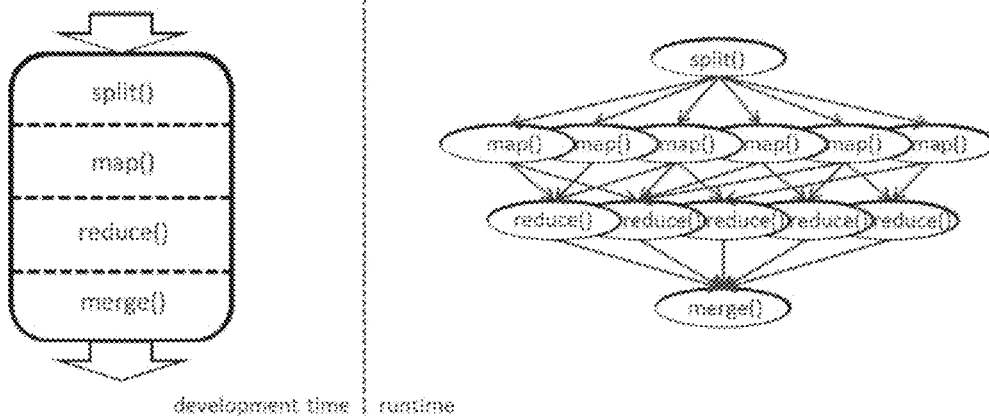 split()
map()
reduce()
merge()
split()
map() map() map() map() map() map()
reduce() reduce() reduce() reduce() reduce()
merge()
development time runtime